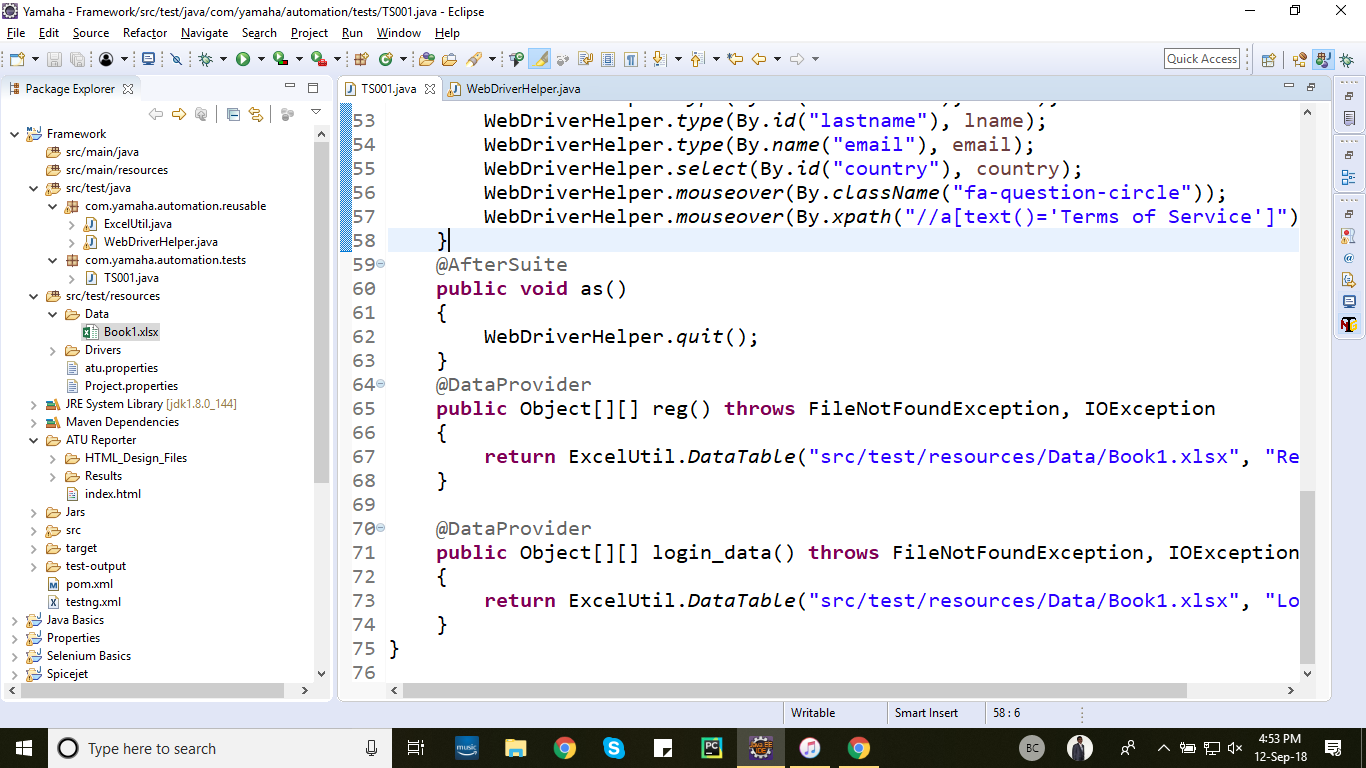 Yamaha - Framework/src/test/java/com/yamaha/automation/tests/TS001.java - Eclipse
File Edit Source Refactor Navigate Search Project Run Window Help
Quick Access
Package Explorer
TS001.java
WebDriverHelper.java
Framework
src/main/java
src/main/resources
src/test/java
com.yamaha.automation.reusable
ExcelUtil.java
WebDriverHelper.java
com.yamaha.automation.tests
TS001.java
src/test/resources
Data
Book1.xlsx
Drivers
atu.properties
Project.properties
JRE System Library [jdk1.8.0_144]
Maven Dependencies
ATU Reporter
HTML_Design_Files
Results
index.html
Jars
src
target
test-output
pom.xml
testng.xml
Java Basics
Properties
Selenium Basics
Spicejet
53 WebDriverHelper.type(By.id("lastname"), lname);
54 WebDriverHelper.type(By.name("email"), email);
55 WebDriverHelper.select(By.id("country"), country);
56 WebDriverHelper.mouseover(By.className("fa-question-circle"));
57 WebDriverHelper.mouseover(By.xpath("//a[text()='Terms of Service']")
58 }
59 @AfterSuite
60 public void as()
61 {
62 WebDriverHelper.quit();
63 }
64 @DataProvider
65 public Object[][] reg() throws FileNotFoundException, IOException
66 {
67 return ExcelUtil.DataTable("src/test/resources/Data/Book1.xlsx", "Re
68 }
69
70 @DataProvider
71 public Object[][] login_data() throws FileNotFoundException, IOException
72 {
73 return ExcelUtil.DataTable("src/test/resources/Data/Book1.xlsx", "Lo
74 }
75 }
76
Writable Smart Insert 58 : 6
Type here to search
music
PC
Java EE IDE
BC
4:53 PM
12-Sep-18